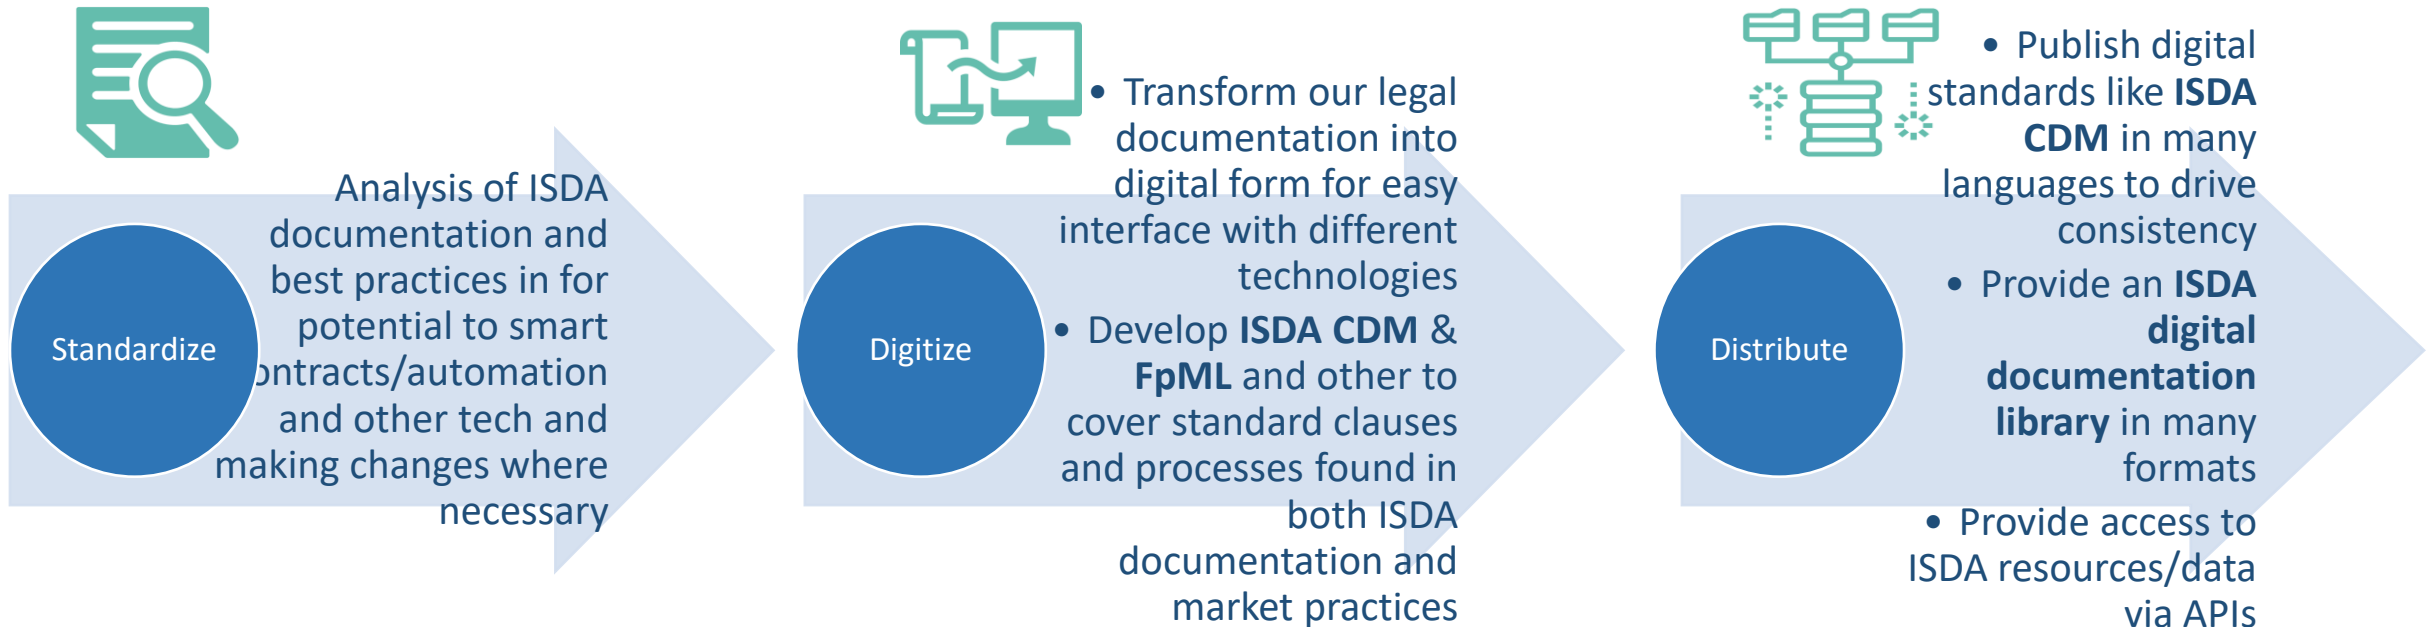 Standardize
Analysis of ISDA
documentation and
best practices in for
potential to smart
ontracts/automation
and other tech and
making changes where
necessary
Digitize
• Transform our legal
documentation into
digital form for easy
interface with different
technologies
• Develop ISDA CDM &
FpML and other to
cover standard clauses
and processes found in
both ISDA
documentation and
market practices
Distribute
• Publish digital
standards like ISDA
CDM in many
languages to drive
consistency
• Provide an ISDA
digital
documentation
library in many
formats
• Provide access to
ISDA resources/data
via APIs